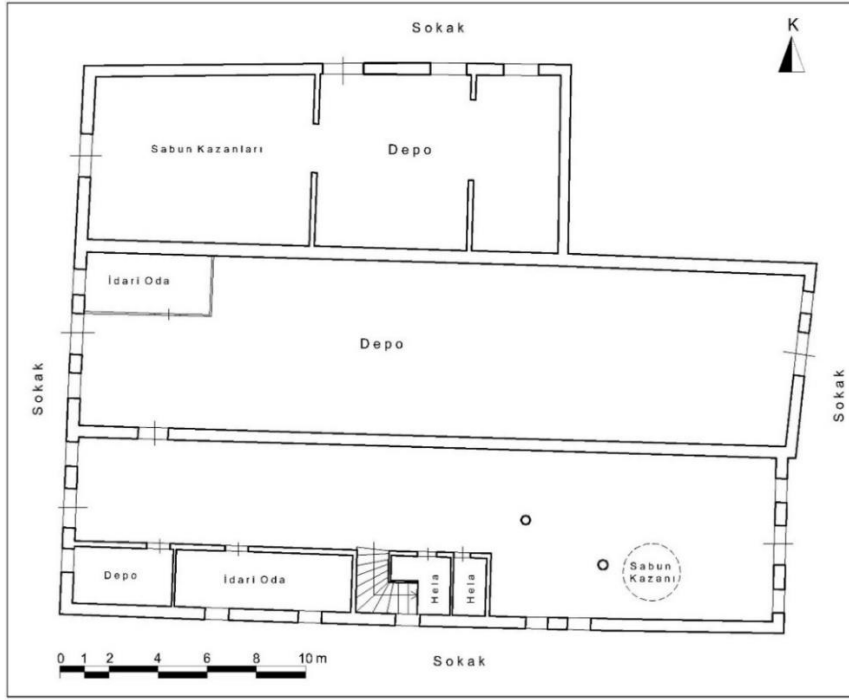 Sokak
K
Sabun Kazanları
Depo
İdari Oda
Depo
Sokak
Sokak
Depo
İdari Oda
Hela
Hela
Sabun
Kazanı
0 1 2 4 6 8 10 m
Sokak